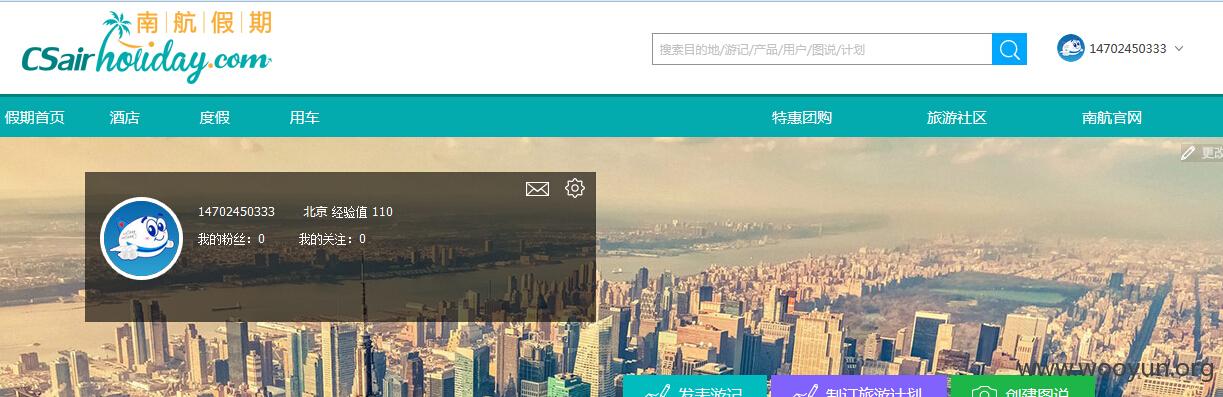 南航假期
CSairholiday.com
搜索目的地/游记/产品/用户/图说/计划
14702450333
假期首页 酒店 度假 用车 特惠团购 旅游社区 南航官网
更改
14702450333 北京 经验值 110
我的粉丝：0 我的关注：0
发表游记 制订旅游计划 创建图说
www.wooyun.org